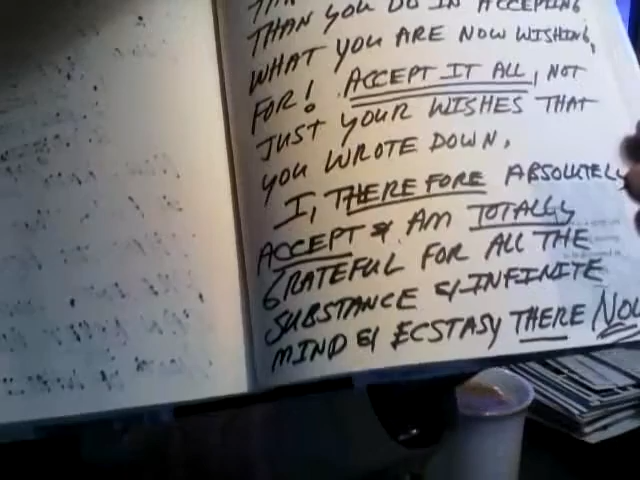 THAN YOU DO IN ACCEPTING
WHAT YOU ARE NOW WISHING,
FOR! ACCEPT IT ALL, NOT
JUST YOUR WISHES THAT
YOU WROTE DOWN.
I, THEREFORE ABSOLUTELY
ACCEPT & AM TOTALLY
GRATEFUL FOR ALL THE
SUBSTANCE & INFINITE
MIND & ECSTASY THERE NOW